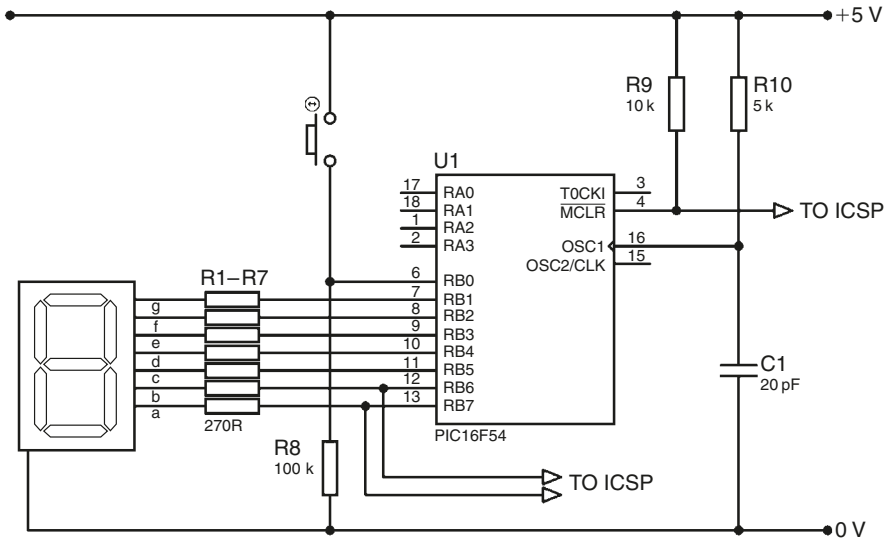 +5 V
R9
10 k
R10
5 k
U1
17 RA0
18 RA1
1 RA2
2 RA3
T0CKI 3
MCLR 4
TO ICSP
OSC1 16
OSC2/CLK 15
R1–R7
6 RB0
g 7 RB1
f 8 RB2
e 9 RB3
d 10 RB4
c 11 RB5
b 12 RB6
a 13 RB7
270R
PIC16F54
C1
20 pF
R8
100 k
TO ICSP
0 V